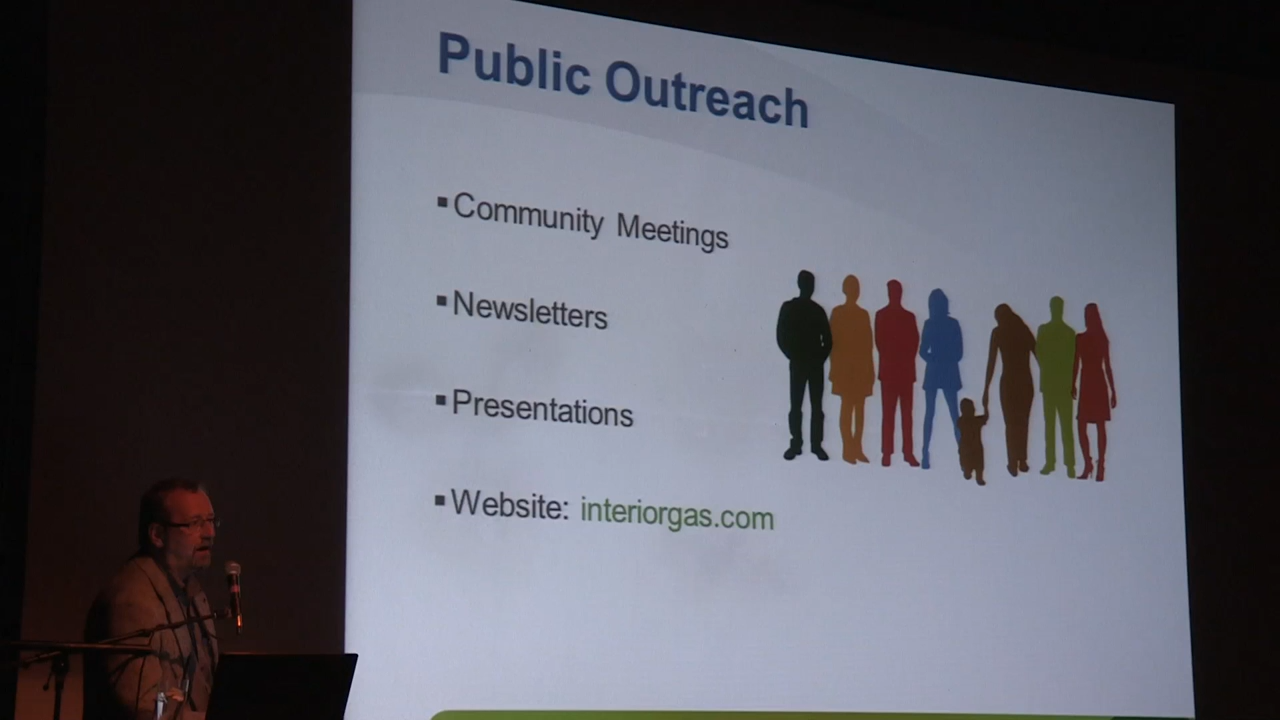 Public Outreach
▪ Community Meetings
▪ Newsletters
▪ Presentations
▪ Website: interiorgas.com